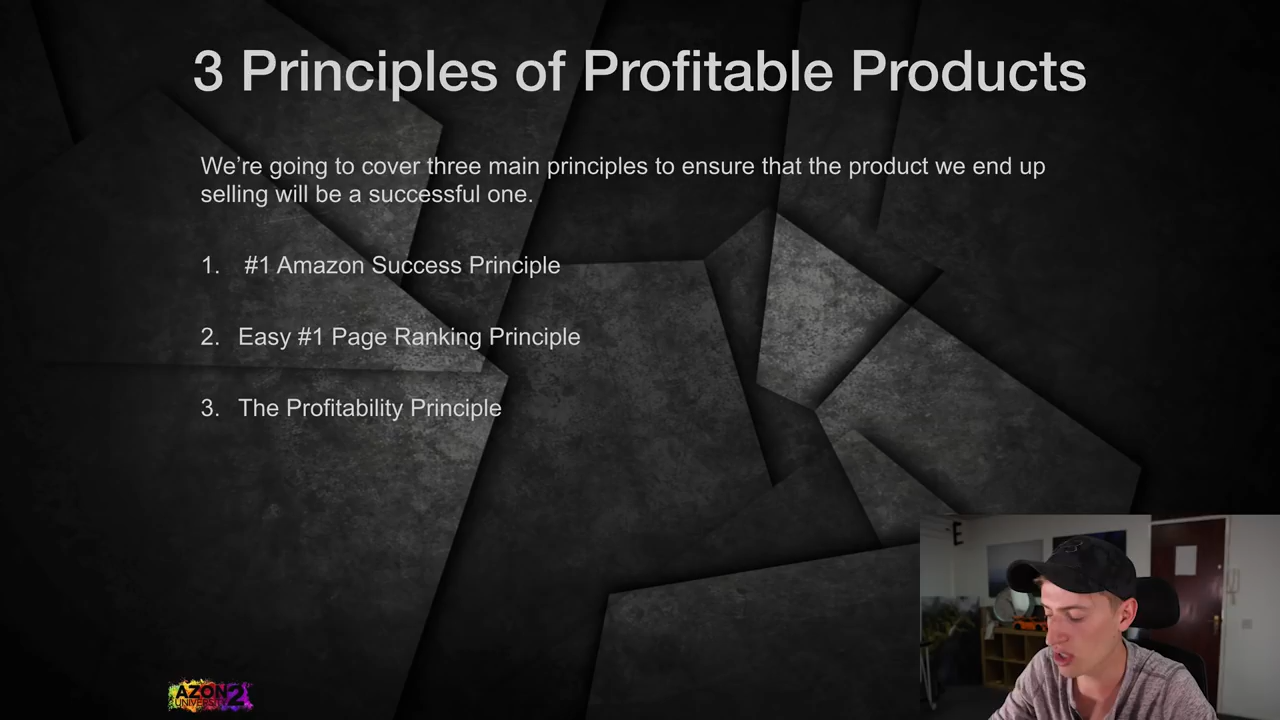 3 Principles of Profitable Products
We’re going to cover three main principles to ensure that the product we end up
selling will be a successful one.
1. #1 Amazon Success Principle
2. Easy #1 Page Ranking Principle
3. The Profitability Principle
E
AZON 2
UNIVERSITY